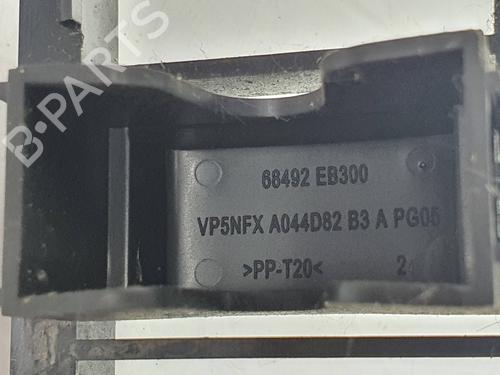 B-PARTS
68492 EB300
VP5NFX A044D82 B3 A PG05
>PP-T20< 2